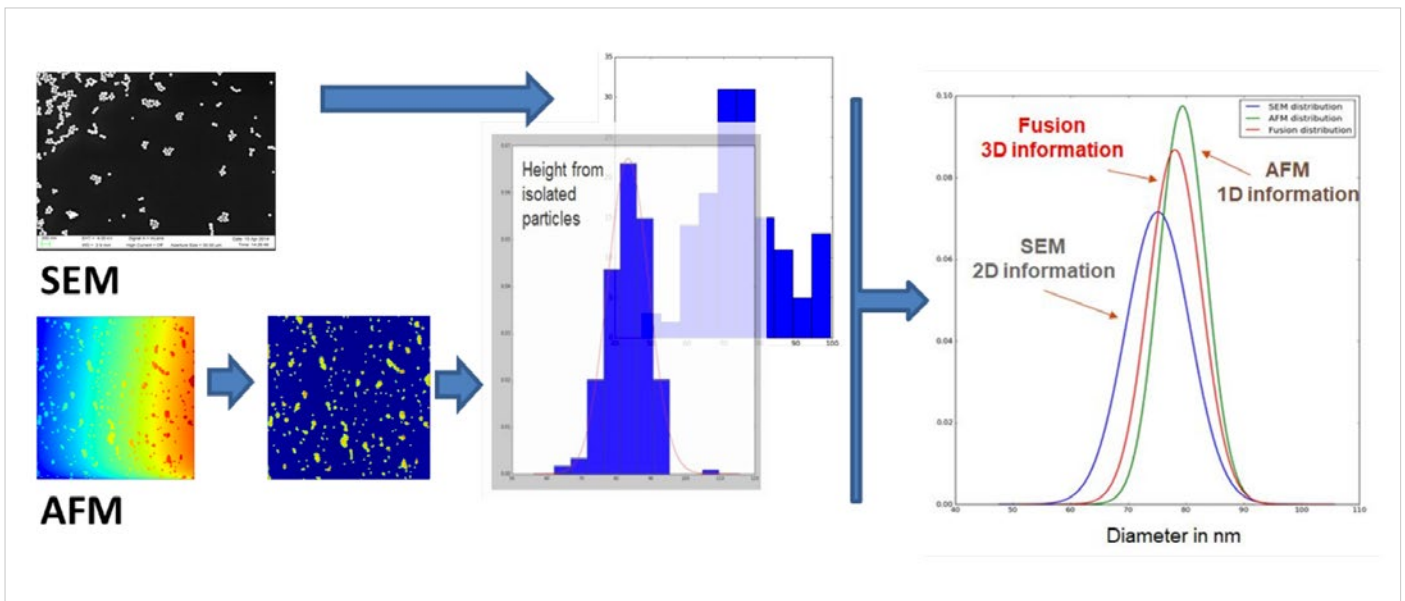 SEM
AFM
35
30
Height from
isolated
particles
90
100
Fusion
3D information
AFM
1D information
SEM
2D information
SEM distribution
AFM distribution
Fusion distribution
0.10
0.08
0.06
0.04
0.02
0.00
40
50
60
70
80
90
100
110
Diameter in nm